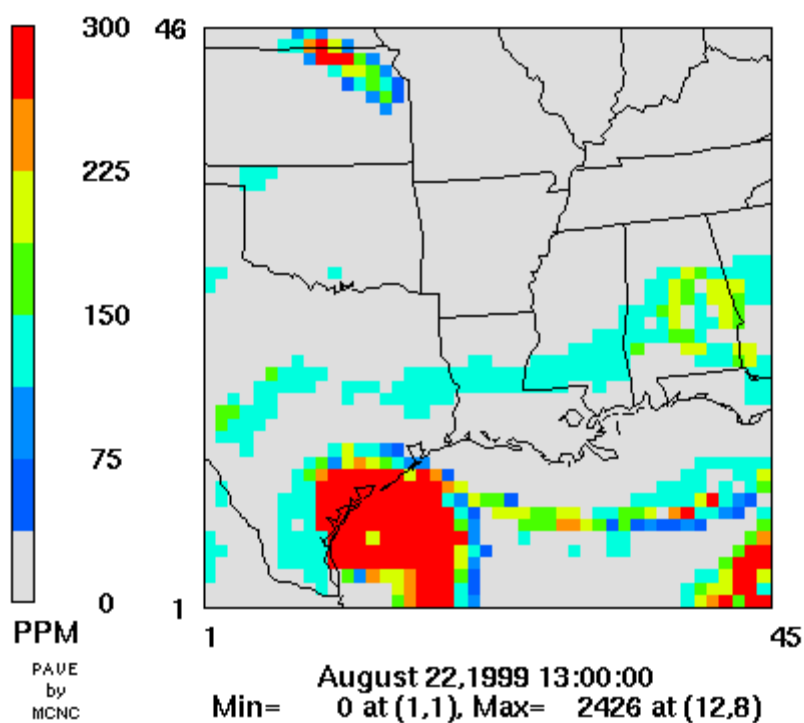 300
225
150
75
0
PPM
PAVE
by
MCNC
46
1
1
45
August 22,1999 13:00:00
Min= 0 at (1,1), Max= 2426 at (12,8)